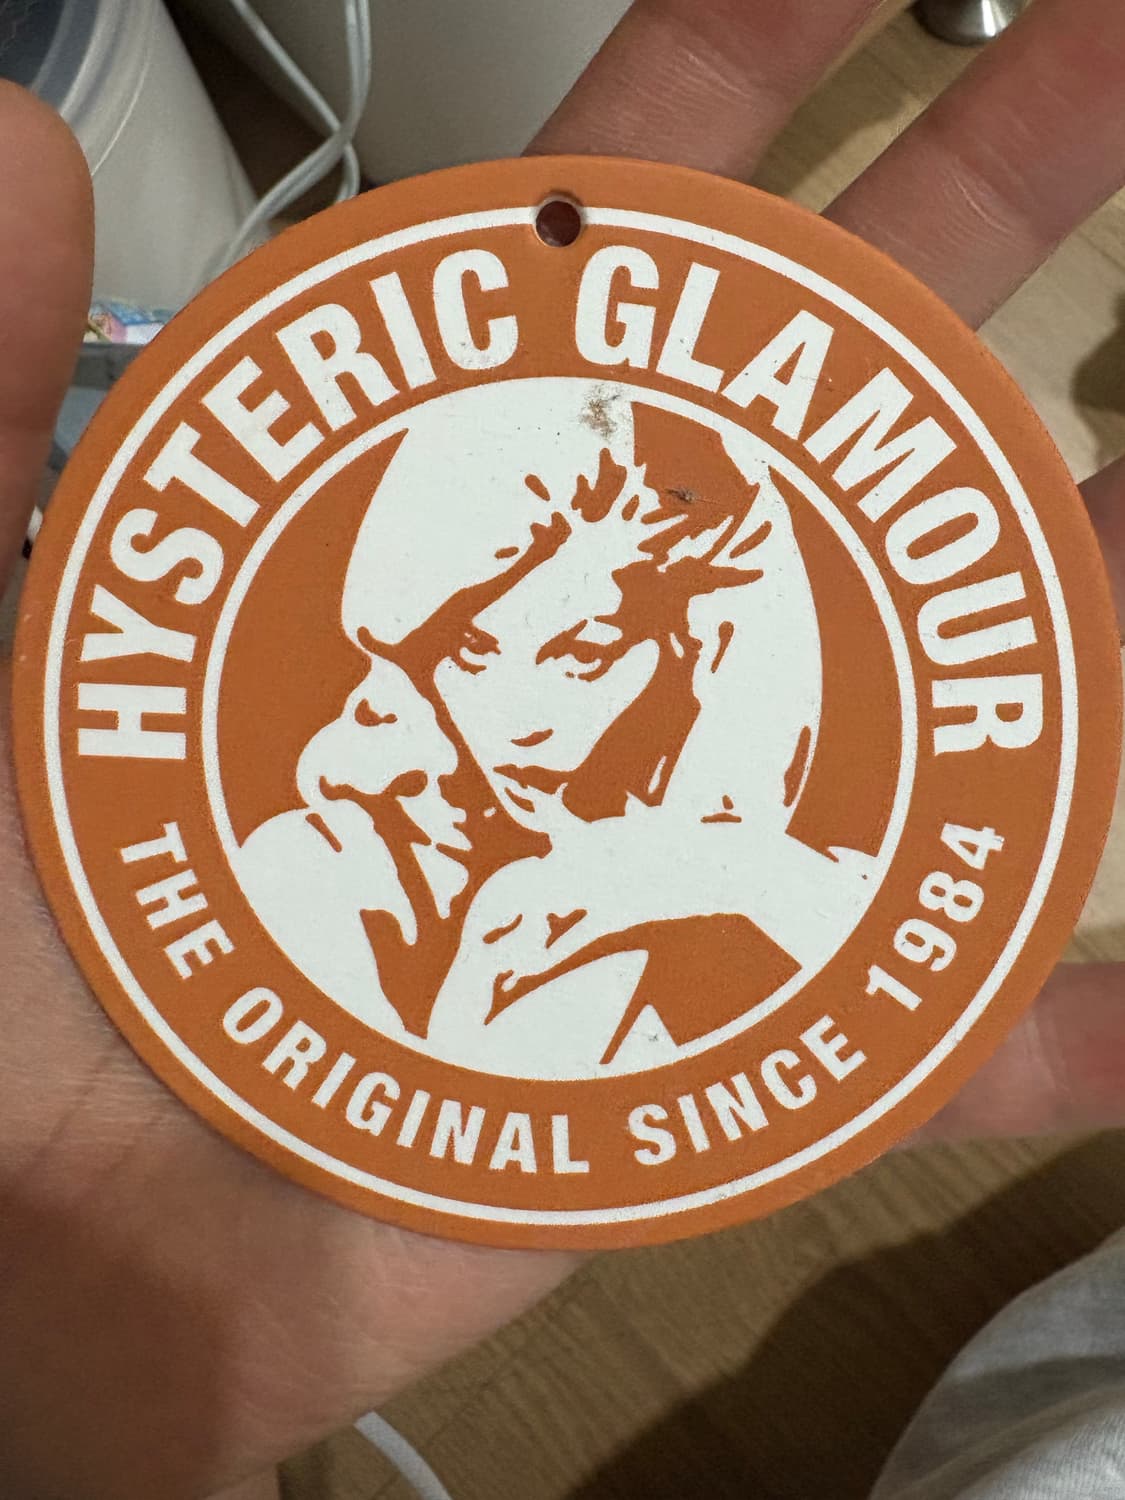 HYSTERIC GLAMOUR
THE ORIGINAL SINCE 1984